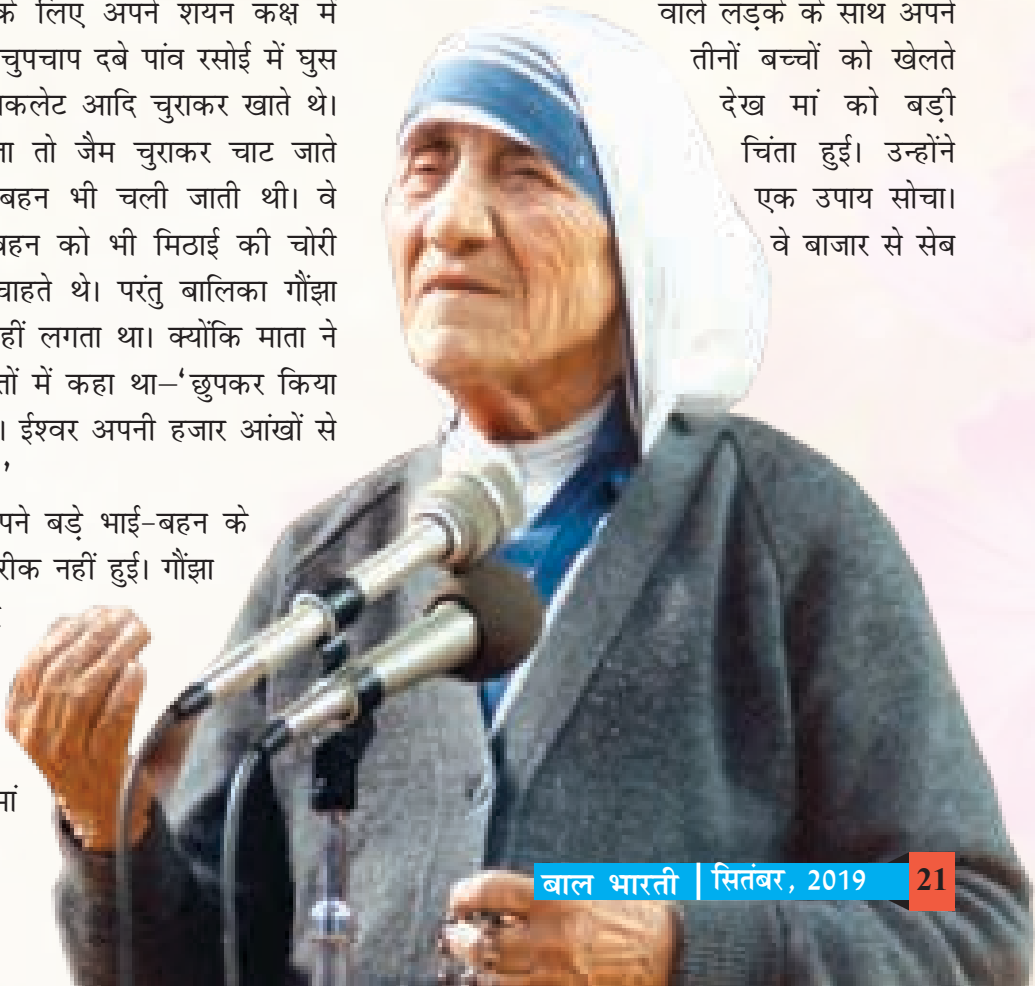 के लिए अपने शयन कक्ष में
चुपचाप दबे पांव रसोई में घुस
कलेट आदि चुराकर खाते थे।
तो जैम चुराकर चाट जाते
बहन भी चली जाती थी। वे
बहन को भी मिठाई की चोरी
चाहते थे। परंतु बालिका गौंझा
हीं लगता था। क्योंकि माता ने
तों में कहा था–‘छुपकर किया
। ईश्वर अपनी हजार आंखों से
’
पने बड़े भाई-बहन के
रीक नहीं हुई। गौंझा
मां
वाले लड़के के साथ अपने
तीनों बच्चों को खेलते
देख मां को बड़ी
चिंता हुई। उन्होंने
एक उपाय सोचा।
वे बाजार से सेब
बाल भारती | सितंबर, 2019 21